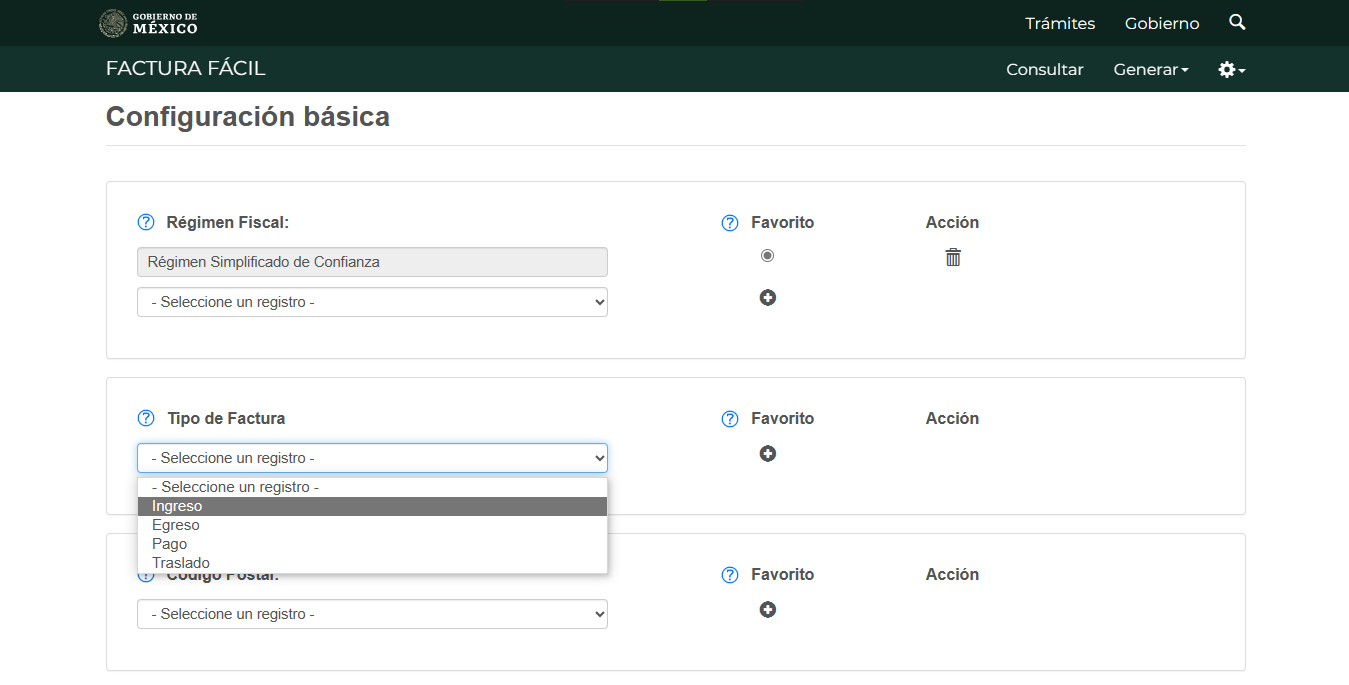 GOBIERNO DE
MÉXICO
Trámites
Gobierno
FACTURA FÁCIL
Consultar
Generar
Configuración básica
Régimen Fiscal:
Favorito
Acción
Régimen Simplificado de Confianza
- Seleccione un registro -
Tipo de Factura
Favorito
Acción
- Seleccione un registro -
- Seleccione un registro -
Ingreso
Egreso
Pago
Traslado
Código Postal:
Favorito
Acción
- Seleccione un registro -